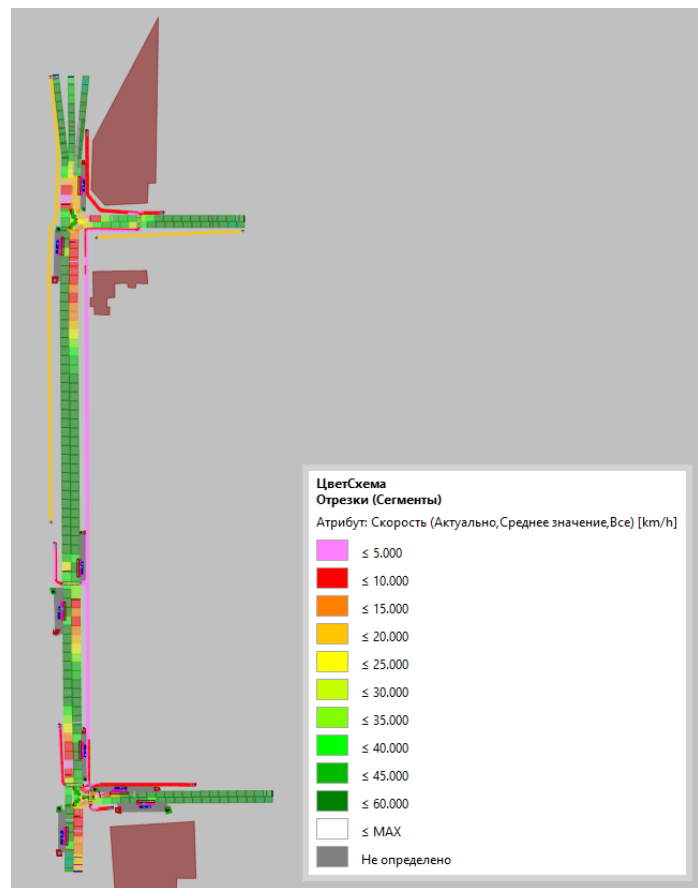 ЦветСхема
Отрезки (Сегменты)
Атрибут: Скорость (Актуально,Среднее значение,Все) [km/h]
≤ 5.000
≤ 10.000
≤ 15.000
≤ 20.000
≤ 25.000
≤ 30.000
≤ 35.000
≤ 40.000
≤ 45.000
≤ 60.000
≤ MAX
Не определено